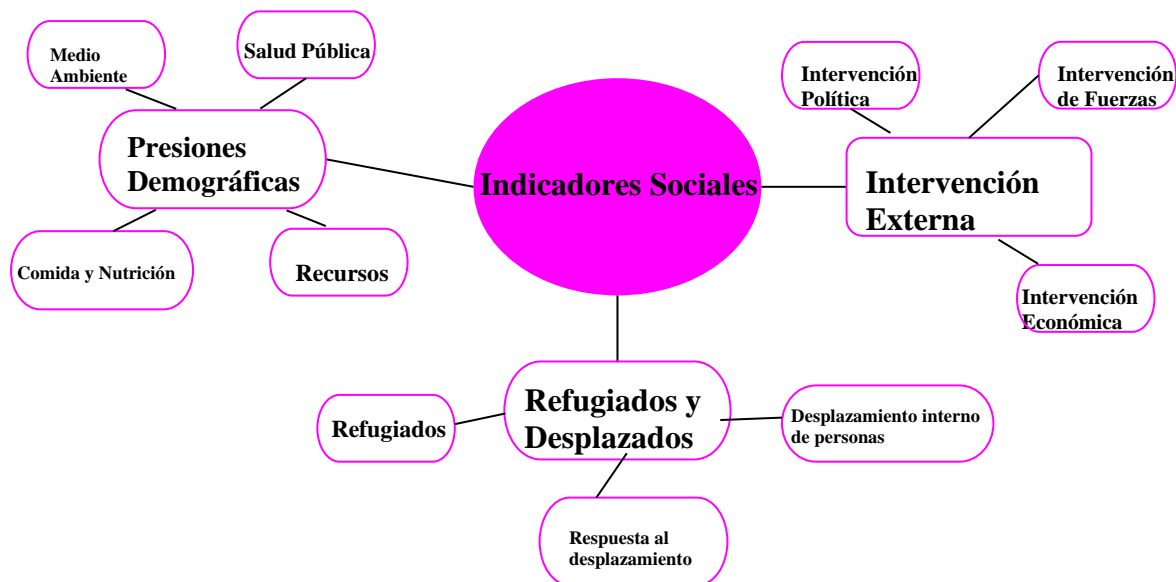 Medio
Ambiente
Salud Pública
Presiones
Demográficas
Comida y Nutrición
Recursos
Indicadores Sociales
Intervención
Política
Intervención
de Fuerzas
Intervención
Externa
Intervención
Económica
Refugiados y
Desplazados
Refugiados
Desplazamiento interno
de personas
Respuesta al
desplazamiento